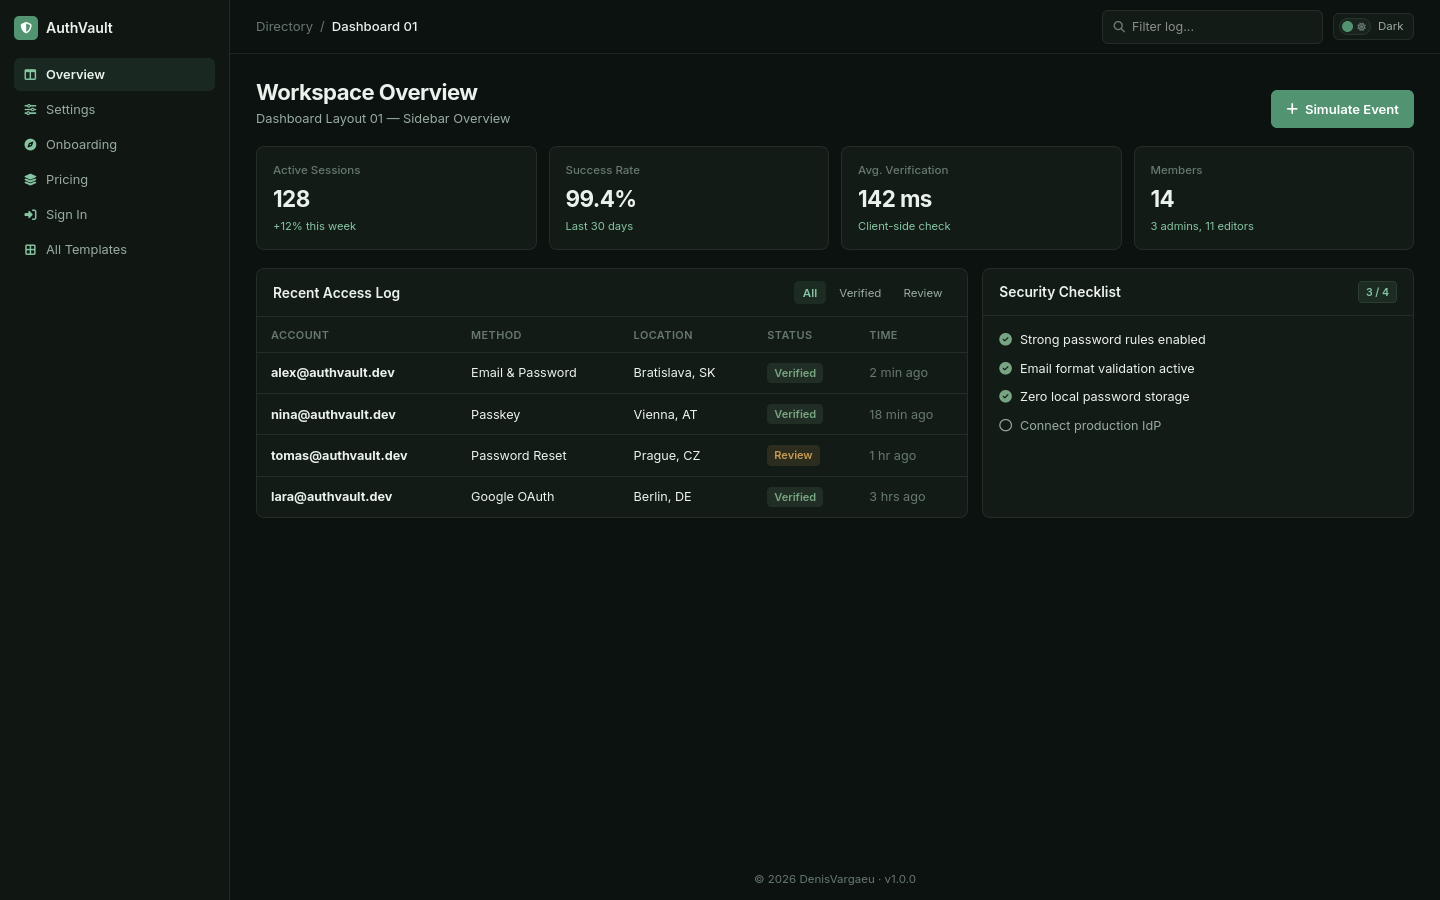 AuthVault
Overview
Settings
Onboarding
Pricing
Sign In
All Templates
Directory / Dashboard 01
Filter log...
Dark
Workspace Overview
Dashboard Layout 01 — Sidebar Overview
Simulate Event
Active Sessions
128
+12% this week
Success Rate
99.4%
Last 30 days
Avg. Verification
142 ms
Client-side check
Members
14
3 admins, 11 editors
Recent Access Log
All Verified Review
ACCOUNT METHOD LOCATION STATUS TIME
alex@authvault.dev Email & Password Bratislava, SK Verified 2 min ago
nina@authvault.dev Passkey Vienna, AT Verified 18 min ago
tomas@authvault.dev Password Reset Prague, CZ Review 1 hr ago
lara@authvault.dev Google OAuth Berlin, DE Verified 3 hrs ago
Security Checklist
3 / 4
Strong password rules enabled
Email format validation active
Zero local password storage
Connect production IdP
© 2026 DenisVargaeu · v1.0.0